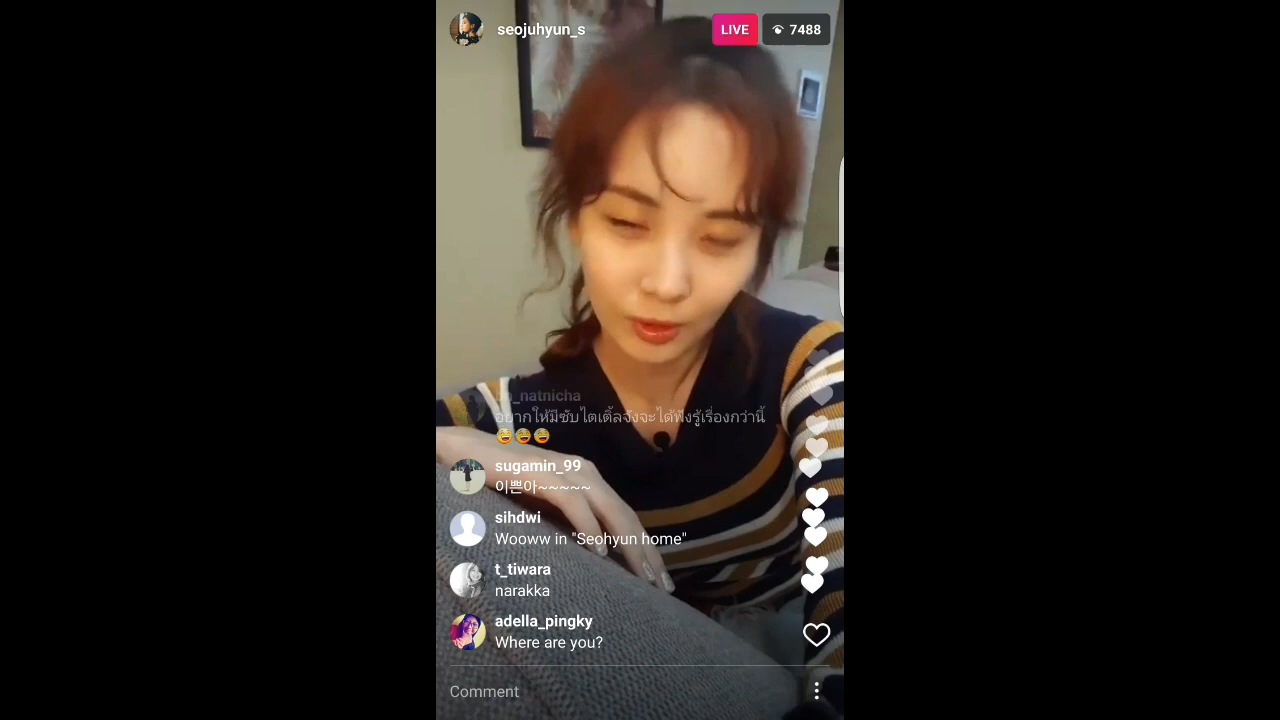 seojuhyun_s
LIVE
7488
_natnicha
อยากให้มีซับไตเติ้ลจังจะได้ฟังรู้เรื่องกว่านี้
😅😅😅
sugamin_99
이쁜아~~~~~
sihdwi
Wooww in "Seohyun home"
t_tiwara
narakka
adella_pingky
Where are you?
Comment